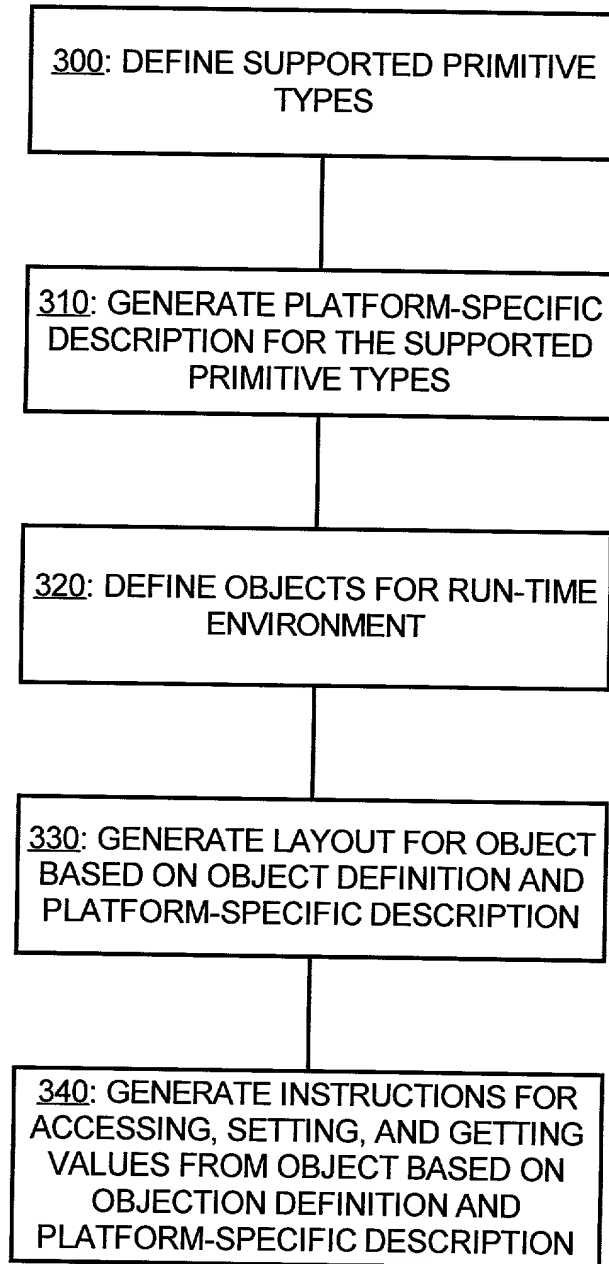 300: DEFINE SUPPORTED PRIMITIVE
TYPES
310: GENERATE PLATFORM-SPECIFIC
DESCRIPTION FOR THE SUPPORTED
PRIMITIVE TYPES
320: DEFINE OBJECTS FOR RUN-TIME
ENVIRONMENT
330: GENERATE LAYOUT FOR OBJECT
BASED ON OBJECT DEFINITION AND
PLATFORM-SPECIFIC DESCRIPTION
340: GENERATE INSTRUCTIONS FOR
ACCESSING, SETTING, AND GETTING
VALUES FROM OBJECT BASED ON
OBJECTION DEFINITION AND
PLATFORM-SPECIFIC DESCRIPTION